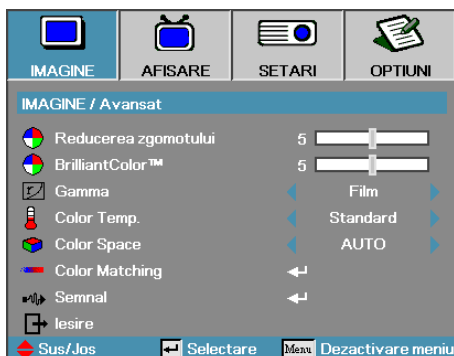 IMAGINE AFISARE SETARI OPTIUNI
IMAGINE / Avansat
Reducerea zgomotului 5
BrilliantColor™ 5
Gamma Film
Color Temp. Standard
Color Space AUTO
Color Matching
Semnal
Iesire
Sus/Jos Selectare Menu Dezactivare meniu